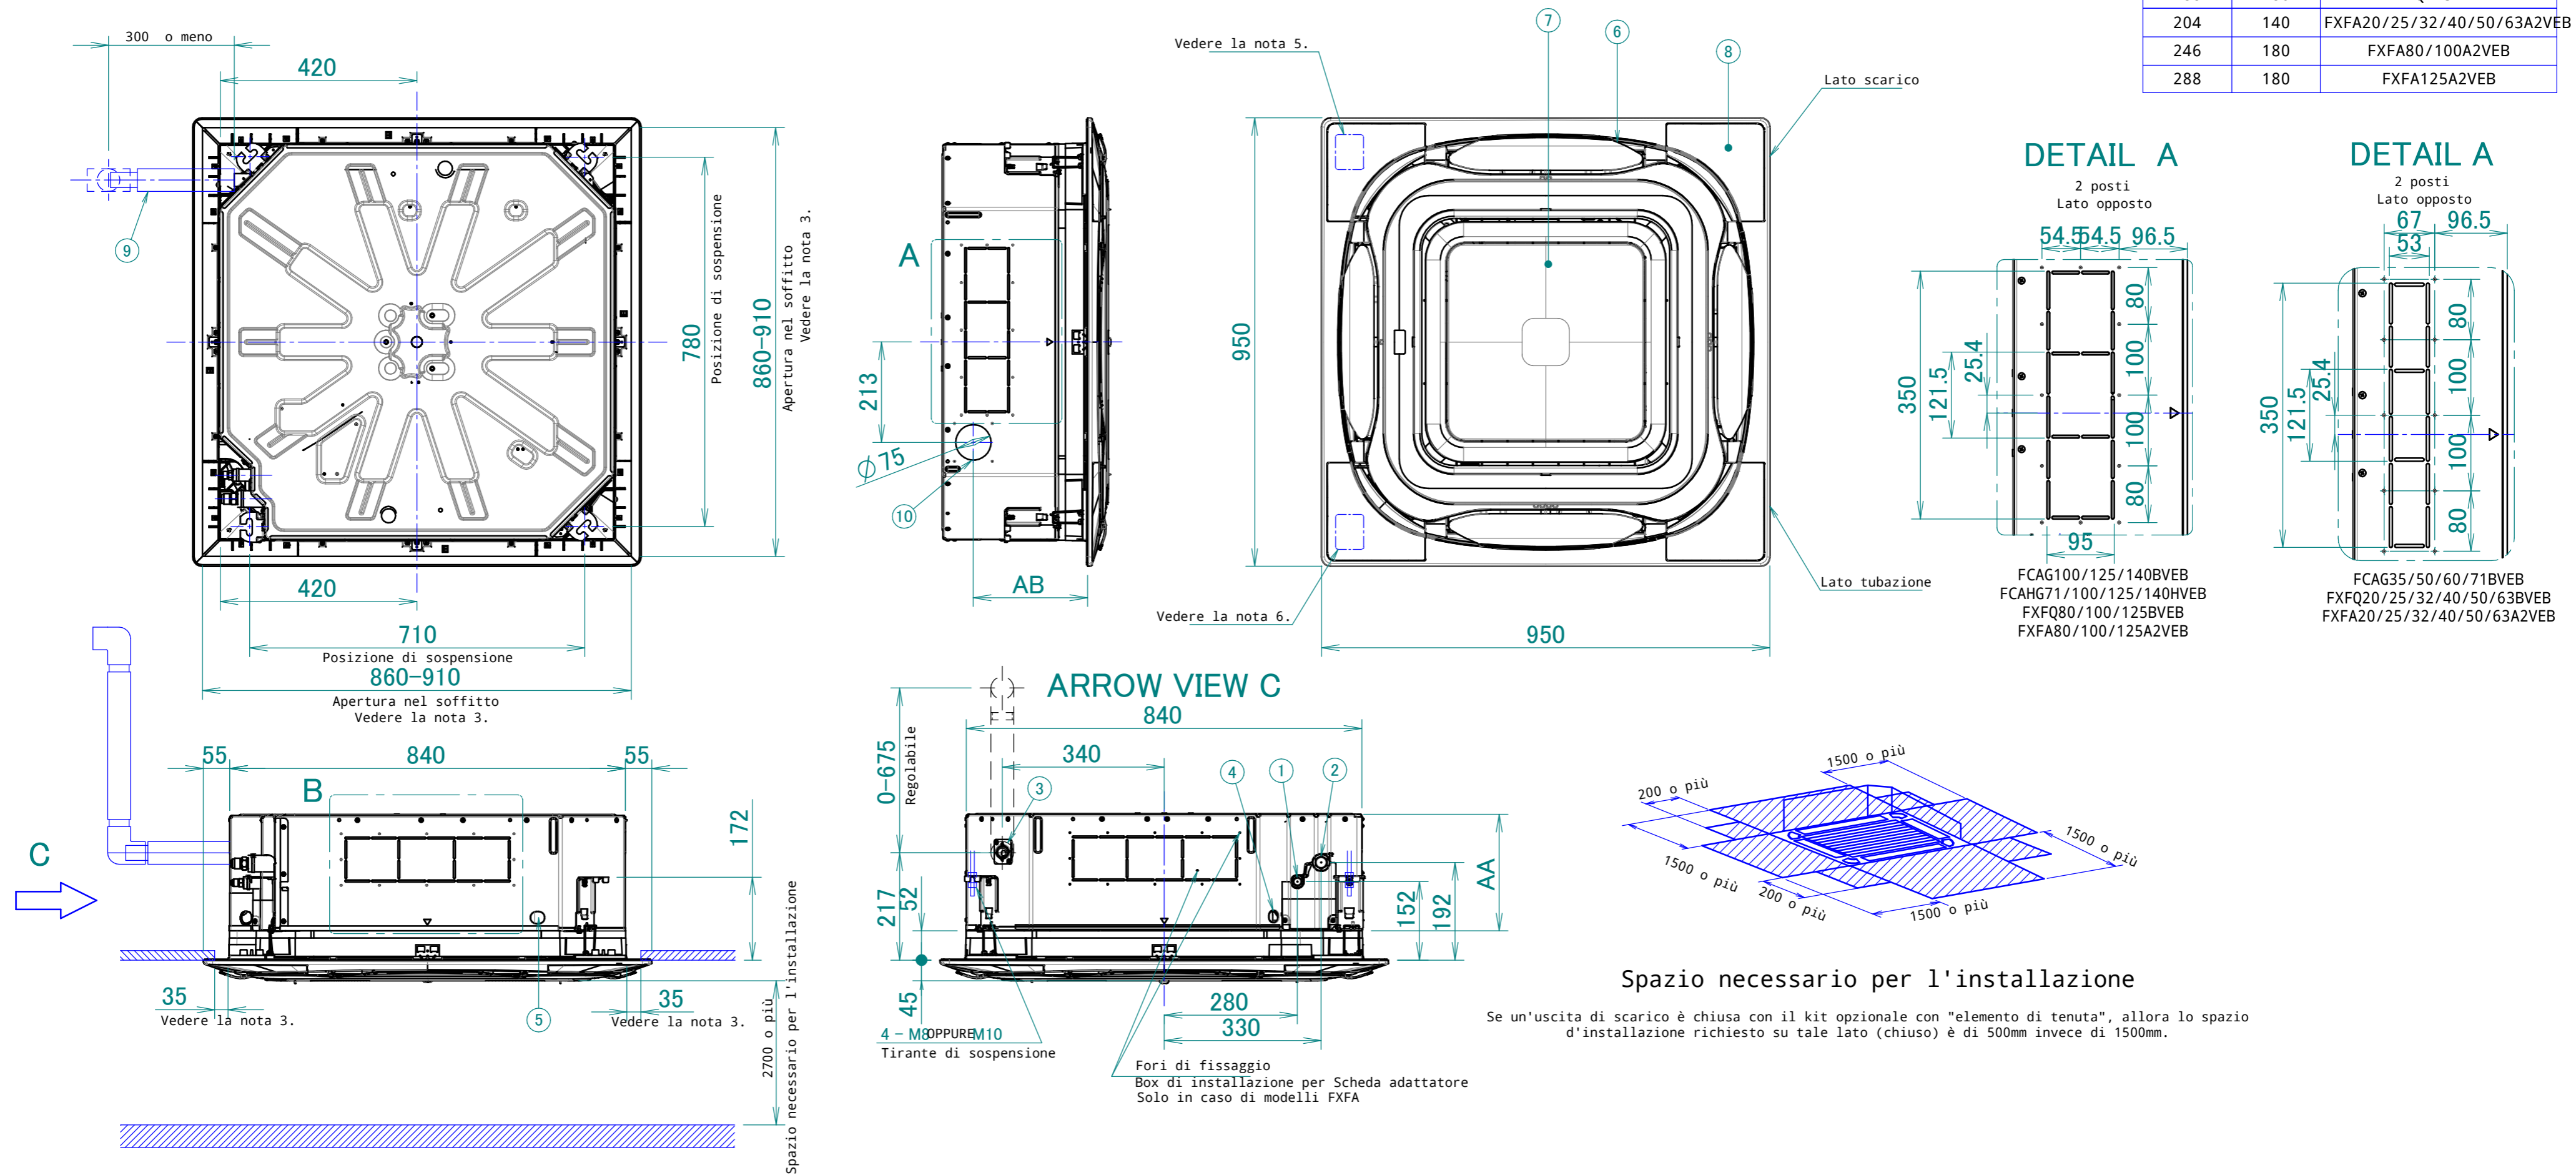 300 o meno
420
780
Posizione di sospensione
860-910
Apertura nel soffitto
Vedere la nota 3.
9
420
710
Posizione di sospensione
860-910
Apertura nel soffitto
Vedere la nota 3.
A
213
Ø 75
10
AB
Vedere la nota 5.
7
6
8
Lato scarico
950
Lato tubazione
Vedere la nota 6.
950
204 140 FXFA20/25/32/40/50/63A2VEB
246 180 FXFA80/100A2VEB
288 180 FXFA125A2VEB
DETAIL A
2 posti
Lato opposto
54.5 54.5 96.5
350
121.5
25.4
80
100
100
80
95
FCAG100/125/140BVEB
FCAHG71/100/125/140HVEB
FXFQ80/100/125BVEB
FXFA80/100/125A2VEB
DETAIL A
2 posti
Lato opposto
67 96.5
53
350
121.5
25.4
80
100
100
80
FCAG35/50/60/71BVEB
FXFQ20/25/32/40/50/63BVEB
FXFA20/25/32/40/50/63A2VEB
C
55 840 55
B
172
35
Vedere la nota 3.
5
35
Vedere la nota 3.
2700 o più
Spazio necessario per l'installazione
ARROW VIEW C
840
340
0-675
Regolabile
3
4
1
2
217
52
45
152
192
AA
280
330
4 - M8 OPPURE M10
Tirante di sospensione
Fori di fissaggio
Box di installazione per Scheda adattatore
Solo in caso di modelli FXFA
1500 o più
200 o più
1500 o più
1500 o più
200 o più
1500 o più
Spazio necessario per l'installazione
Se un'uscita di scarico è chiusa con il kit opzionale con "elemento di tenuta", allora lo spazio
d'installazione richiesto su tale lato (chiuso) è di 500mm invece di 1500mm.